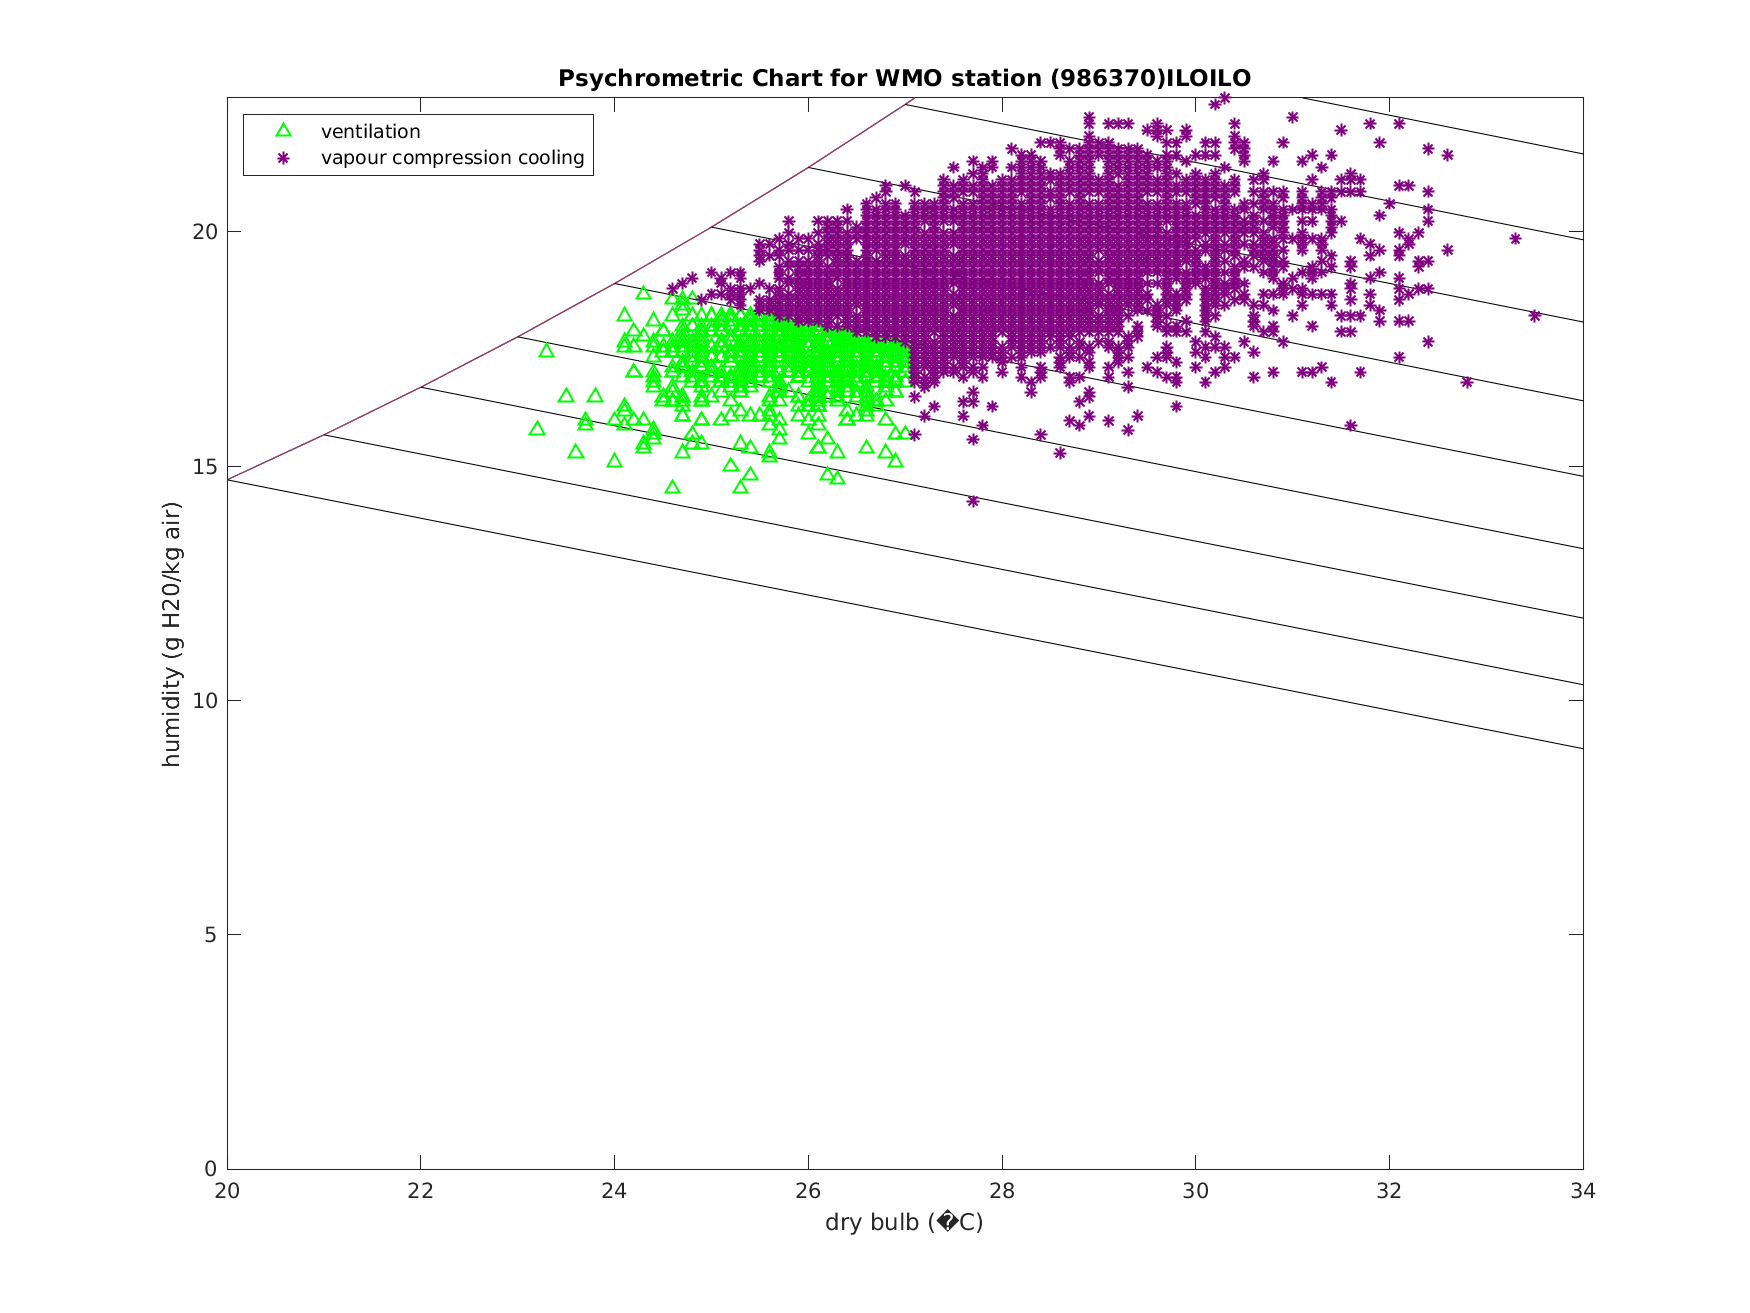 Psychrometric Chart for WMO station (986370)ILOILO
ventilation
vapour compression cooling
20
15
10
5
0
humidity (g H20/kg air)
20 22 24 26 28 30 32 34
dry bulb (�C)